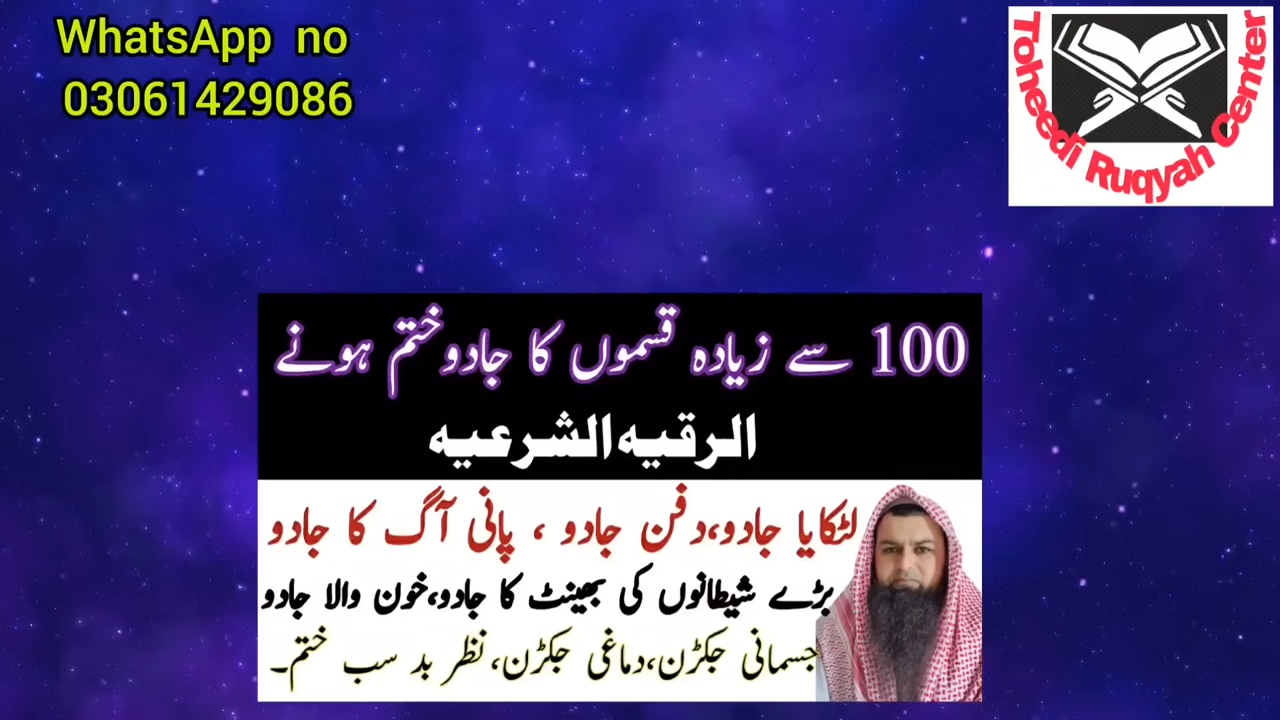 WhatsApp no
03061429086
Toheedi Ruqyah Center
100 سے زیادہ قسموں کا جادو ختم ہونے
الرقیہ الشرعیہ
لٹکایا جادو،دفن جادو ، پانی آگ کا جادو
بڑے شیطانوں کی بھینٹ کا جادو،خون والا جادو
جسمانی جکڑن،دماغی جکڑن،نظر بد سب ختم۔